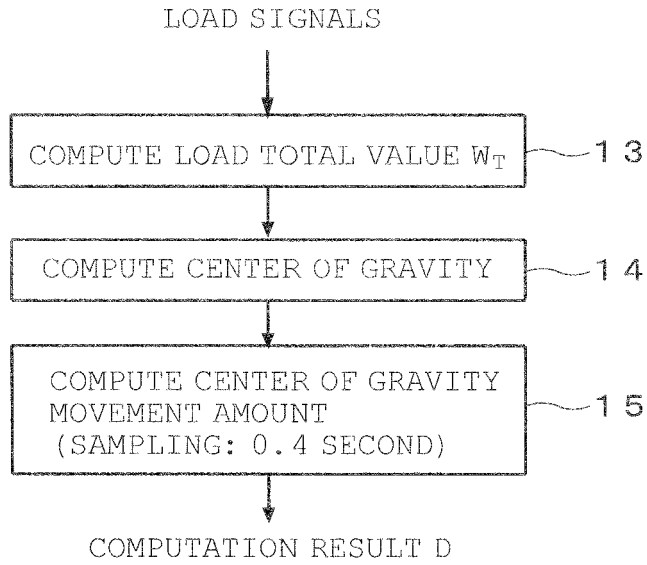 LOAD SIGNALS
COMPUTE LOAD TOTAL VALUE W_T
13
COMPUTE CENTER OF GRAVITY
14
COMPUTE CENTER OF GRAVITY
MOVEMENT AMOUNT
(SAMPLING: 0.4 SECOND)
15
COMPUTATION RESULT D